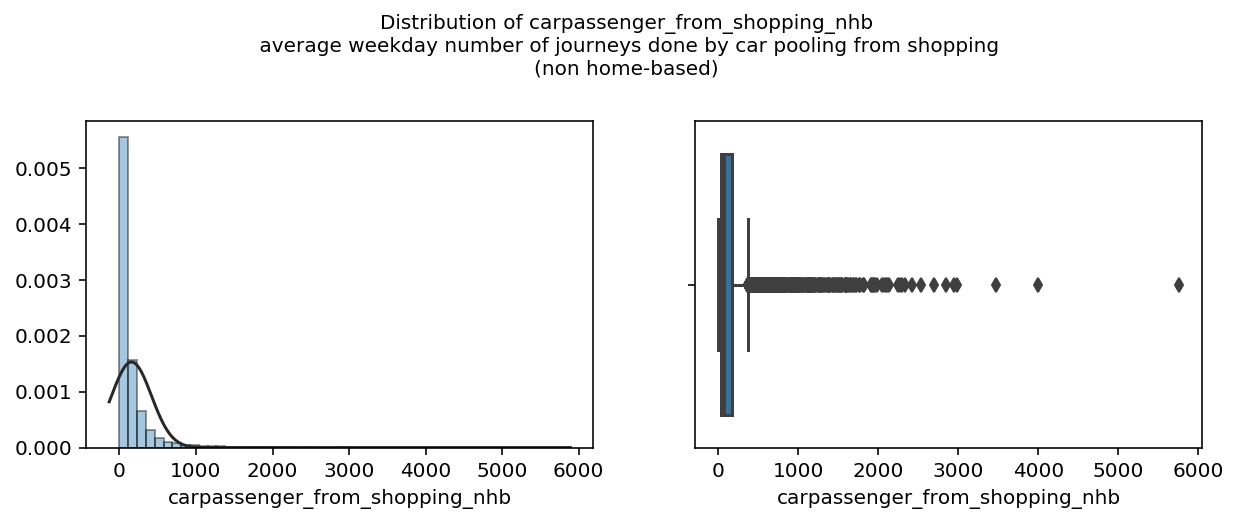 Distribution of carpassenger_from_shopping_nhb
average weekday number of journeys done by car pooling from shopping
(non home-based)
0.005
0.004
0.003
0.002
0.001
0.000
0 1000 2000 3000 4000 5000 6000
carpassenger_from_shopping_nhb
0 1000 2000 3000 4000 5000 6000
carpassenger_from_shopping_nhb